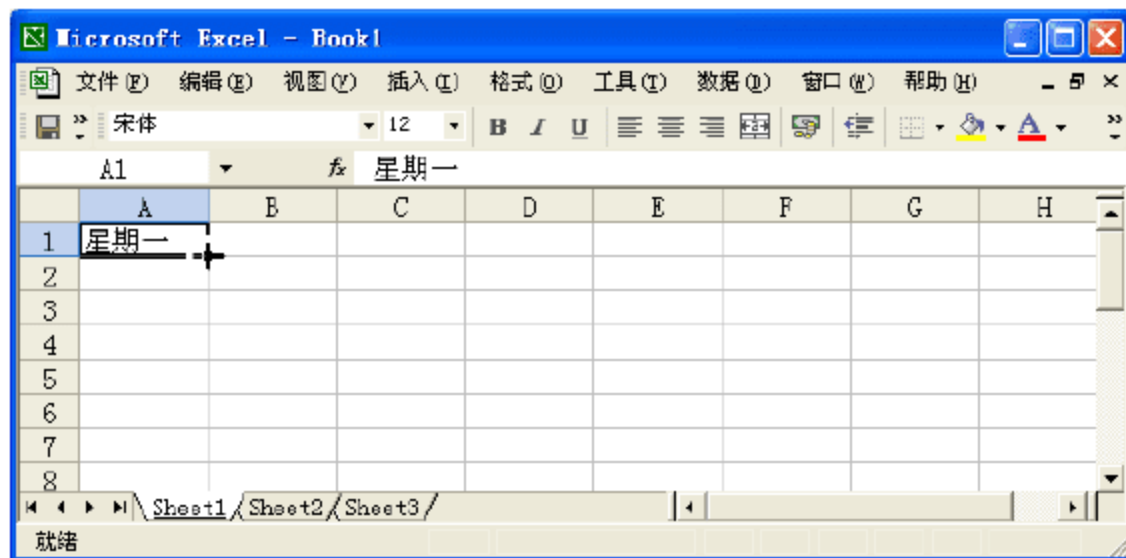 Microsoft Excel - Book1
文件(F) 编辑(E) 视图(V) 插入(I) 格式(O) 工具(T) 数据(D) 窗口(W) 帮助(H)
宋体 12 B I U A
A1 fx 星期一
A B C D E F G H
1 星期一
2
3
4
5
6
7
8
Sheet1 Sheet2 Sheet3
就绪